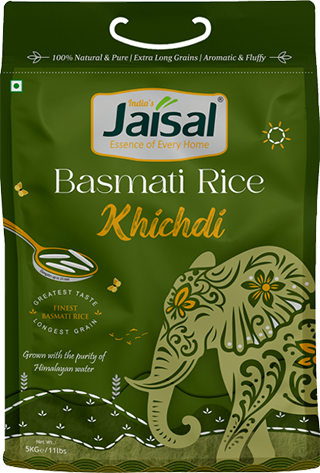 100% Natural & Pure | Extra Long Grains | Aromatic & Fluffy
India's
Jaisal®
Essence of Every Home
Basmati Rice
Khichdi
GREATEST TASTE
FINEST
BASMATI RICE
LONGEST GRAIN
Grown with the purity of
Himalayan water
Net Wt.
5KG℮/11lbs